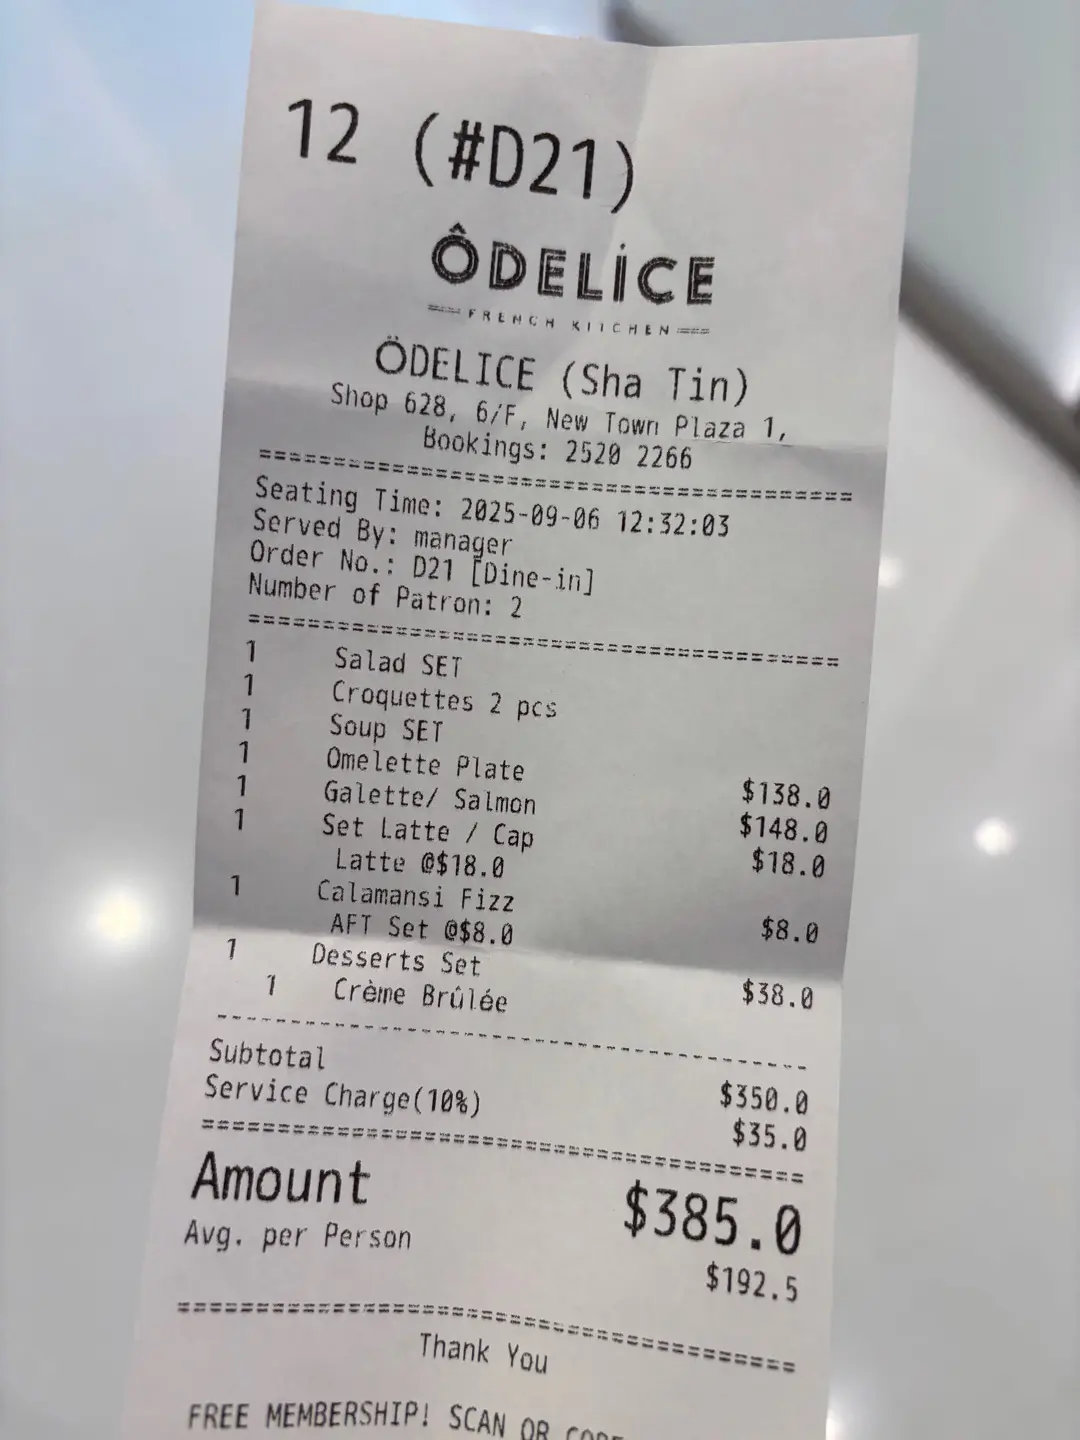 12 (#D21)
ÔDELİCE
FRENCH KITCHEN
ÖDELICE (Sha Tin)
Shop 628, 6/F, New Town Plaza 1,
Bookings: 2520 2266
========================================
Seating Time: 2025-09-06 12:32:03
Served By: manager
Order No.: D21 [Dine-in]
Number of Patron: 2
========================================
1 Salad SET
1 Croquettes 2 pcs
1 Soup SET
1 Omelette Plate $138.0
1 Galette/ Salmon $148.0
1 Set Latte / Cap $18.0
Latte @$18.0
1 Calamansi Fizz $8.0
AFT Set @$8.0
1 Desserts Set $38.0
1 Crème Brûlée
----------------------------------------
Subtotal $350.0
Service Charge(10%) $35.0
========================================
Amount $385.0
Avg. per Person $192.5
========================================
Thank You
FREE MEMBERSHIP! SCAN QR CODE